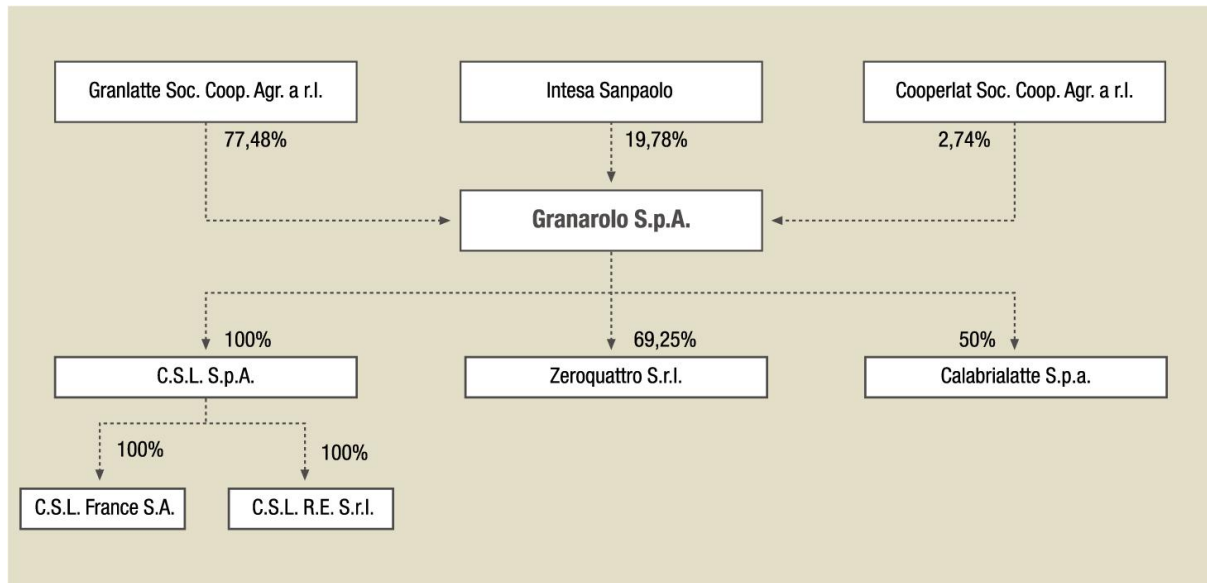 Granlatte Soc. Coop. Agr. a r.l.
Intesa Sanpaolo
Cooperlat Soc. Coop. Agr. a r.l.
77,48%
19,78%
2,74%
Granarolo S.p.A.
100%
69,25%
50%
C.S.L. S.p.A.
Zeroquattro S.r.l.
Calabrialatte S.p.a.
100%
100%
C.S.L. France S.A.
C.S.L. R.E. S.r.l.